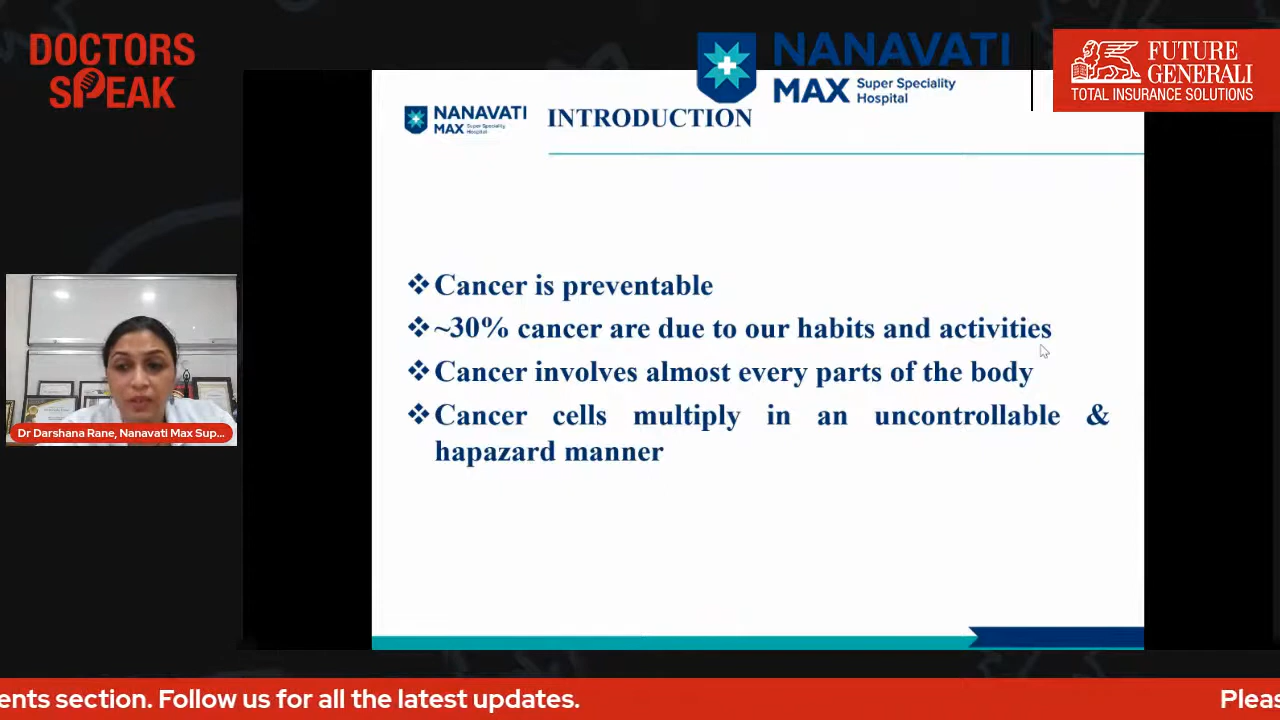 DOCTORS
SPEAK
NANAVATI
MAX Super Speciality
Hospital
FUTURE
GENERALI
TOTAL INSURANCE SOLUTIONS
NANAVATI
MAX Super Speciality
Hospital
INTRODUCTION
❖Cancer is preventable
❖~30% cancer are due to our habits and activities
❖Cancer involves almost every parts of the body
❖Cancer cells multiply in an uncontrollable &
hapazard manner
Dr Darshana Rane, Nanavati Max Sup...
ents section. Follow us for all the latest updates.
Pleas